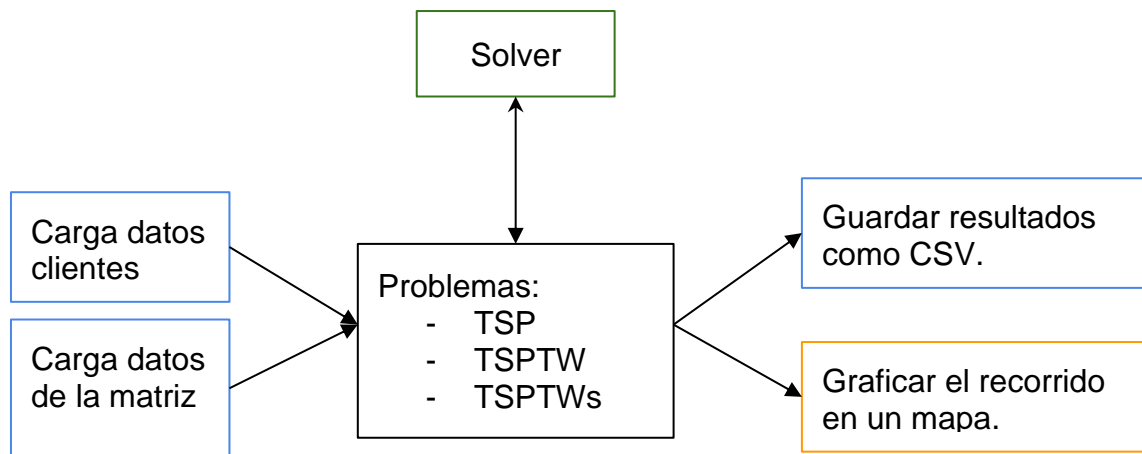 Solver
Carga datos
clientes
Carga datos
de la matriz
Problemas:
- TSP
- TSPTW
- TSPTWs
Guardar resultados
como CSV.
Graficar el recorrido
en un mapa.